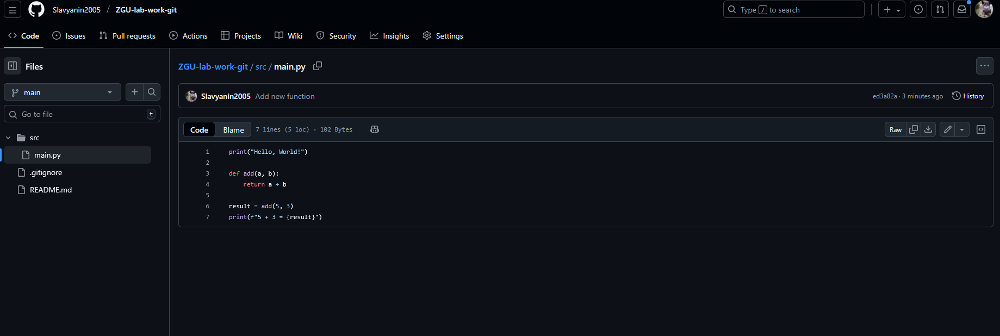 Slavyanin2005 / ZGU-lab-work-git
Type / to search
Code Issues Pull requests Actions Projects Wiki Security Insights Settings
Files
main
Go to file t
src
main.py
.gitignore
README.md
ZGU-lab-work-git / src / main.py
Slavyanin2005 Add new function
ed3a82a · 3 minutes ago History
Code Blame 7 lines (5 loc) · 102 Bytes
Raw
1 print("Hello, World!")
2
3 def add(a, b):
4     return a + b
5
6 result = add(5, 3)
7 print(f"5 + 3 = {result}")